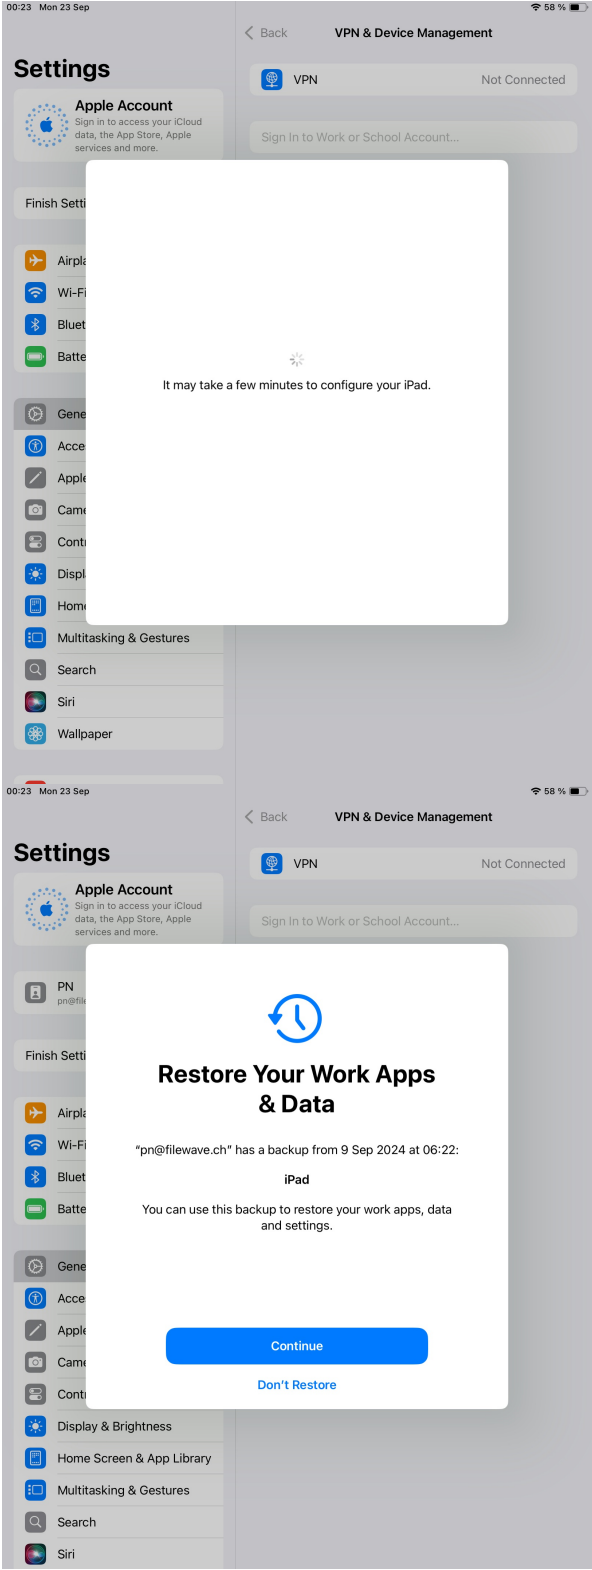 00:23 Mon 23 Sep
58 %
Back
VPN & Device Management
Settings
VPN
Not Connected
Apple Account
Sign in to access your iCloud
data, the App Store, Apple
services and more.
Sign In to Work or School Account...
Finish Setti
Airpla
Wi-Fi
Bluet
Batte
It may take a few minutes to configure your iPad.
Gene
Acce
Apple
Came
Contr
Displ
Home
Multitasking & Gestures
Search
Siri
Wallpaper
00:23 Mon 23 Sep
58 %
Back
VPN & Device Management
Settings
VPN
Not Connected
Apple Account
Sign in to access your iCloud
data, the App Store, Apple
services and more.
Sign In to Work or School Account...
PN
pn@file
Finish Setti
Restore Your Work Apps
& Data
Airpla
Wi-Fi
"pn@filewave.ch" has a backup from 9 Sep 2024 at 06:22:
Bluet
iPad
Batte
You can use this backup to restore your work apps, data
and settings.
Gene
Acce
Apple
Continue
Came
Don't Restore
Contr
Display & Brightness
Home Screen & App Library
Multitasking & Gestures
Search
Siri